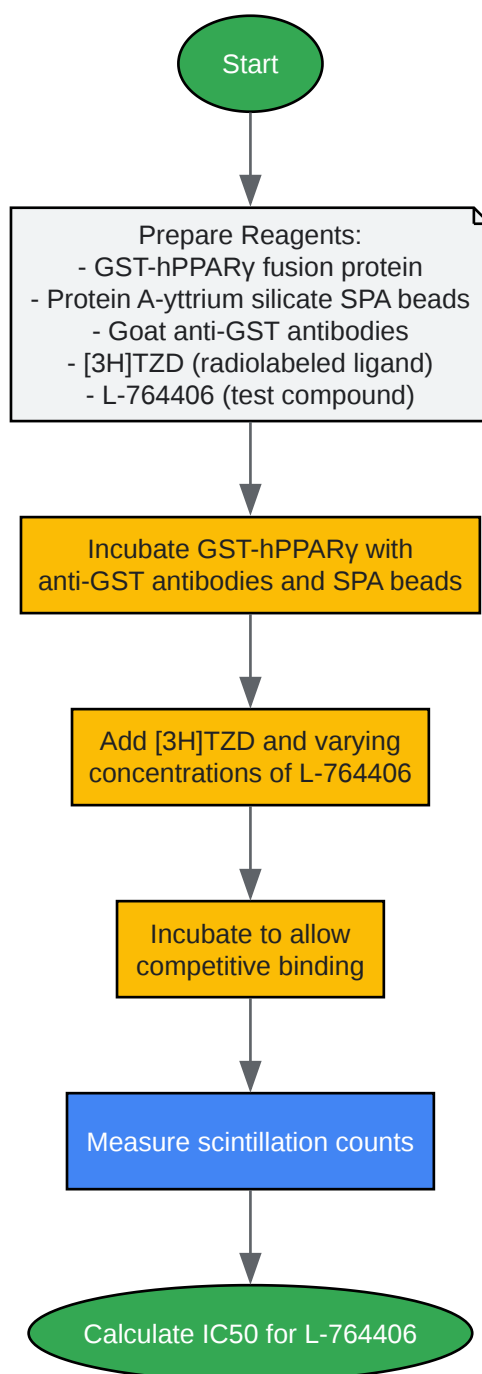 Start
Prepare Reagents:
- GST-hPPARγ fusion protein
- Protein A-yttrium silicate SPA beads
- Goat anti-GST antibodies
- [3H]TZD (radiolabeled ligand)
- L-764406 (test compound)
Incubate GST-hPPARγ with
anti-GST antibodies and SPA beads
Add [3H]TZD and varying
concentrations of L-764406
Incubate to allow
competitive binding
Measure scintillation counts
Calculate IC50 for L-764406